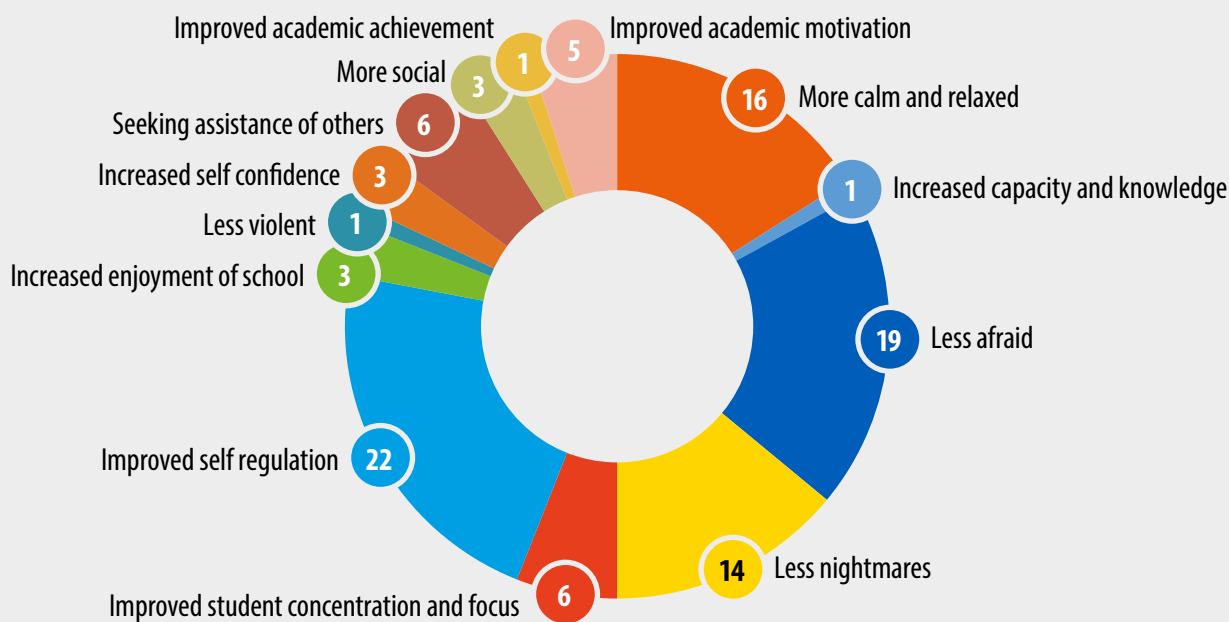 Improved academic achievement
1
5
Improved academic motivation
More social
3
16
More calm and relaxed
Seeking assistance of others
6
Increased self confidence
3
1
Increased capacity and knowledge
Less violent
1
Increased enjoyment of school
3
19
Less afraid
Improved self regulation
22
14
Less nightmares
Improved student concentration and focus
6